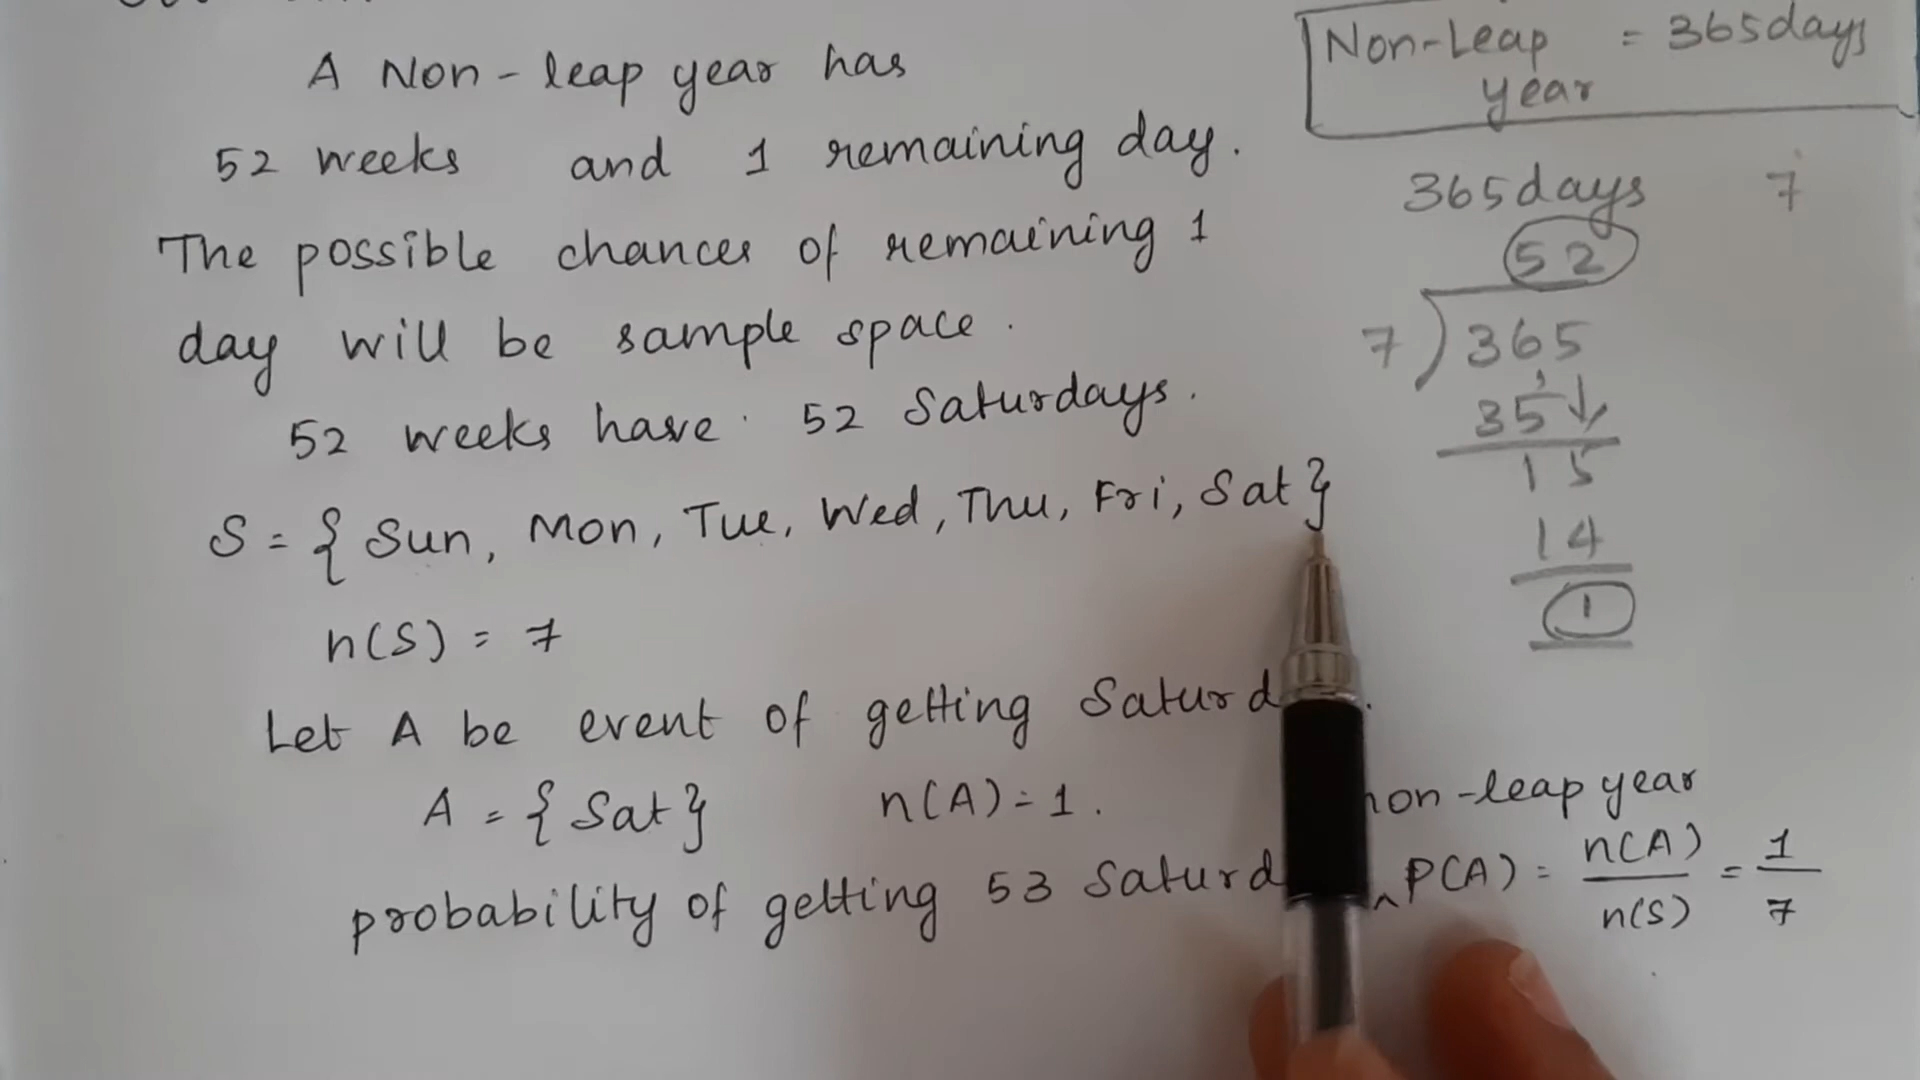 A Non-leap year has
52 weeks and 1 remaining day.
The possible chances of remaining 1
day will be sample space.
52 weeks have 52 Saturdays.
S = { Sun, Mon, Tue, Wed, Thu, Fri, Sat }
n(S) = 7
Let A be event of getting Saturd
A = { Sat } n(A) = 1.
non-leap year
probability of getting 53 Saturd ^ P(A) = n(A)/n(S) = 1/7
Non-Leap = 365days
year
365days 7
52
7 ) 365
35
15
14
1